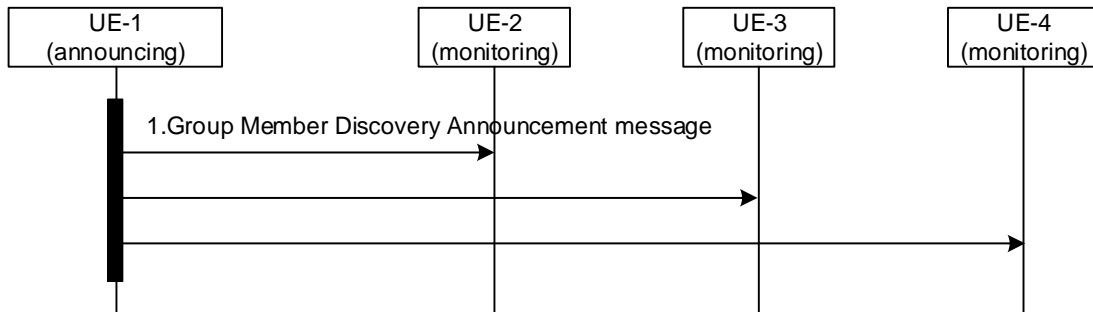 UE-1
(announcing)
UE-2
(monitoring)
UE-3
(monitoring)
UE-4
(monitoring)
1.Group Member Discovery Announcement message